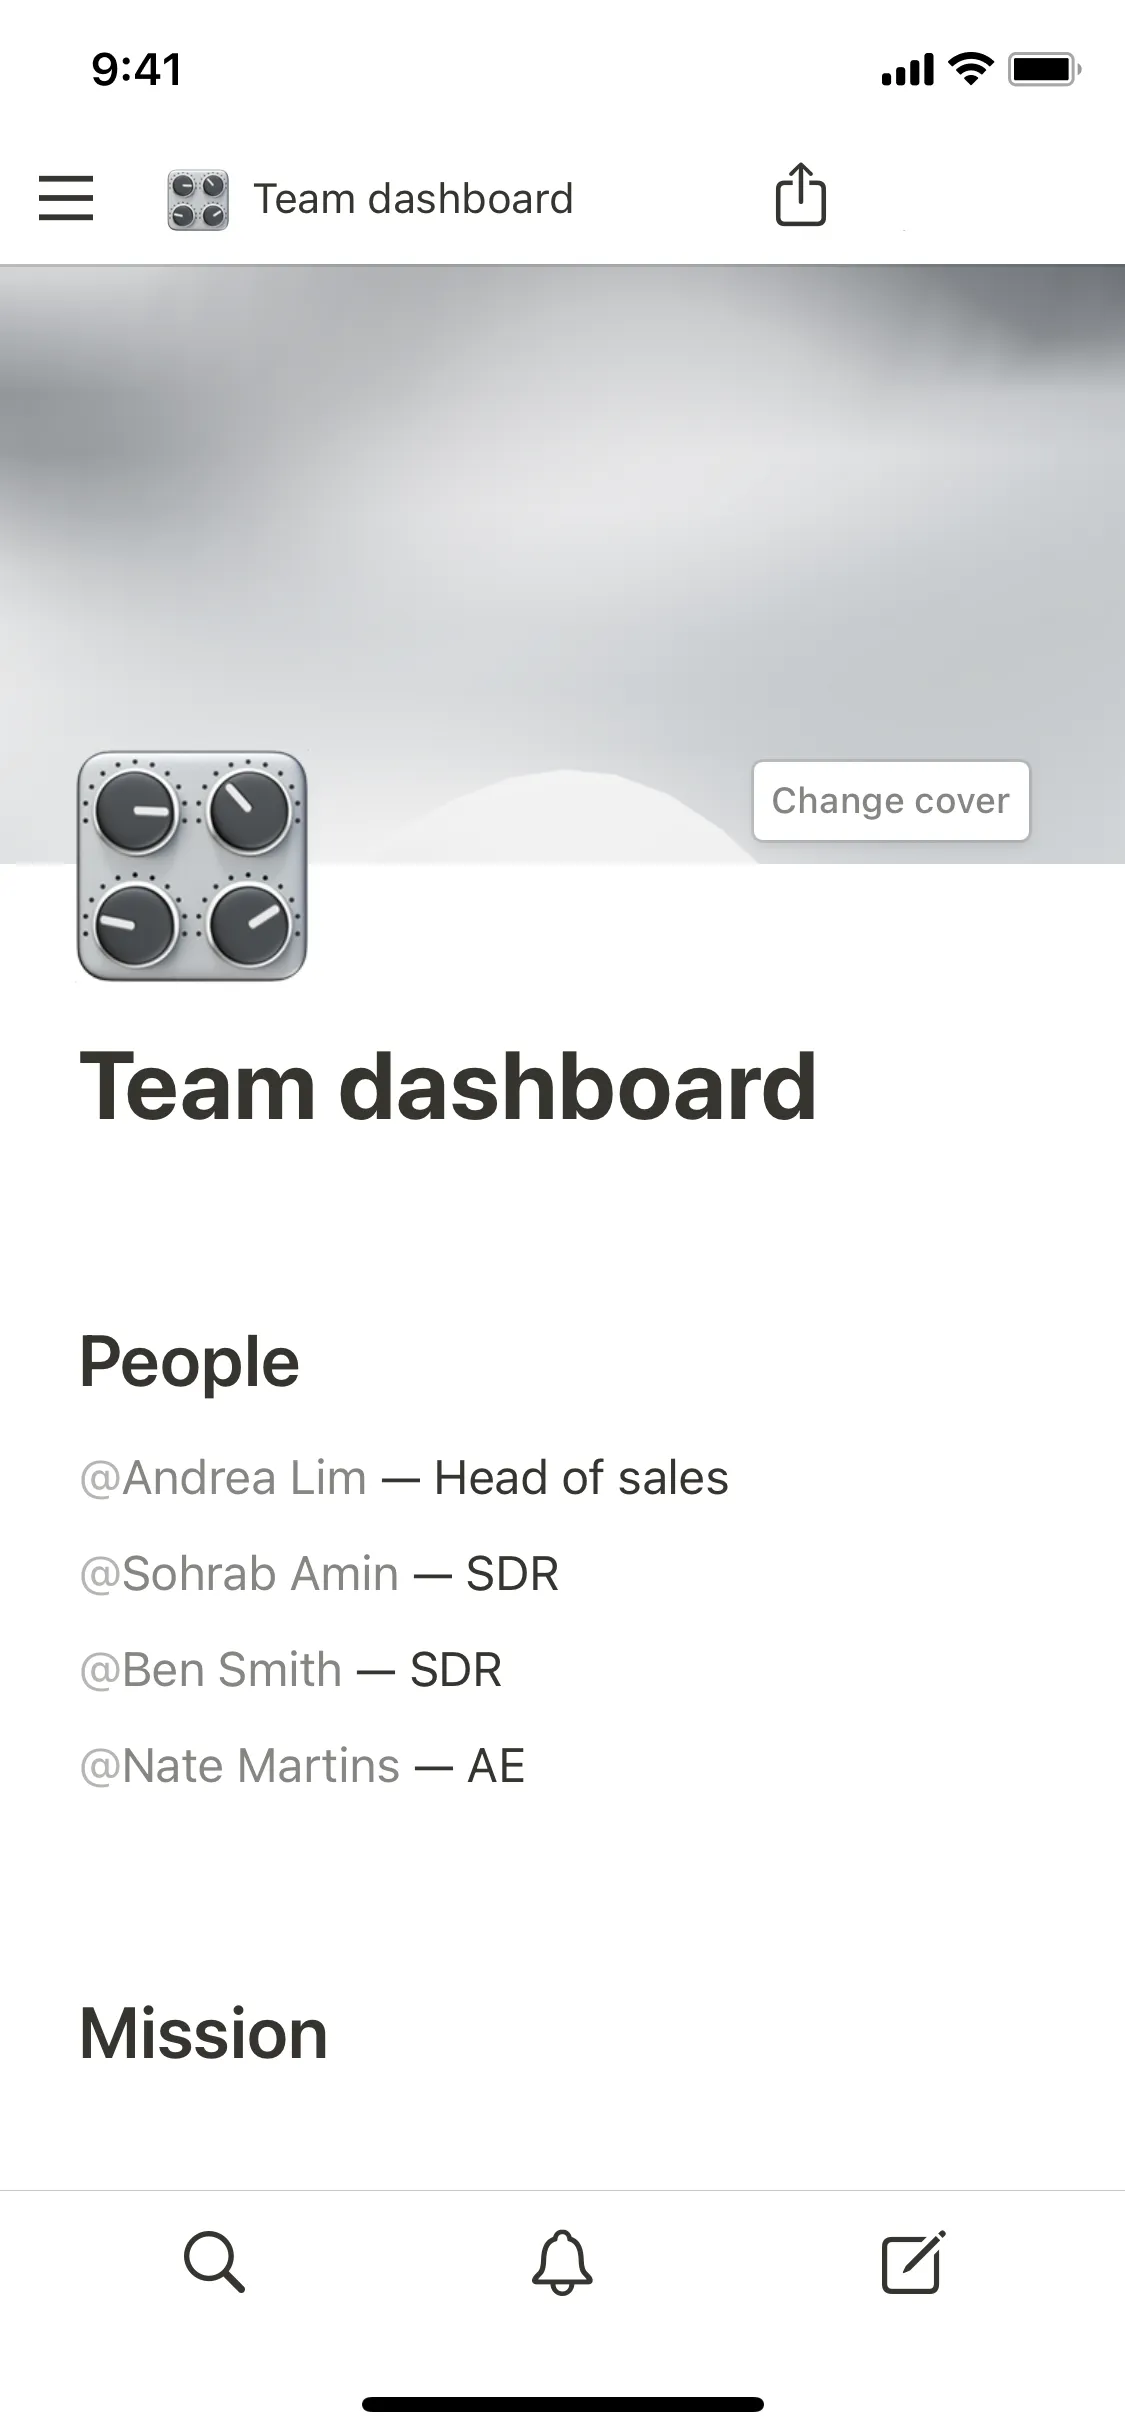 9:41
Team dashboard
Change cover
Team dashboard
People
@Andrea Lim — Head of sales
@Sohrab Amin — SDR
@Ben Smith — SDR
@Nate Martins — AE
Mission